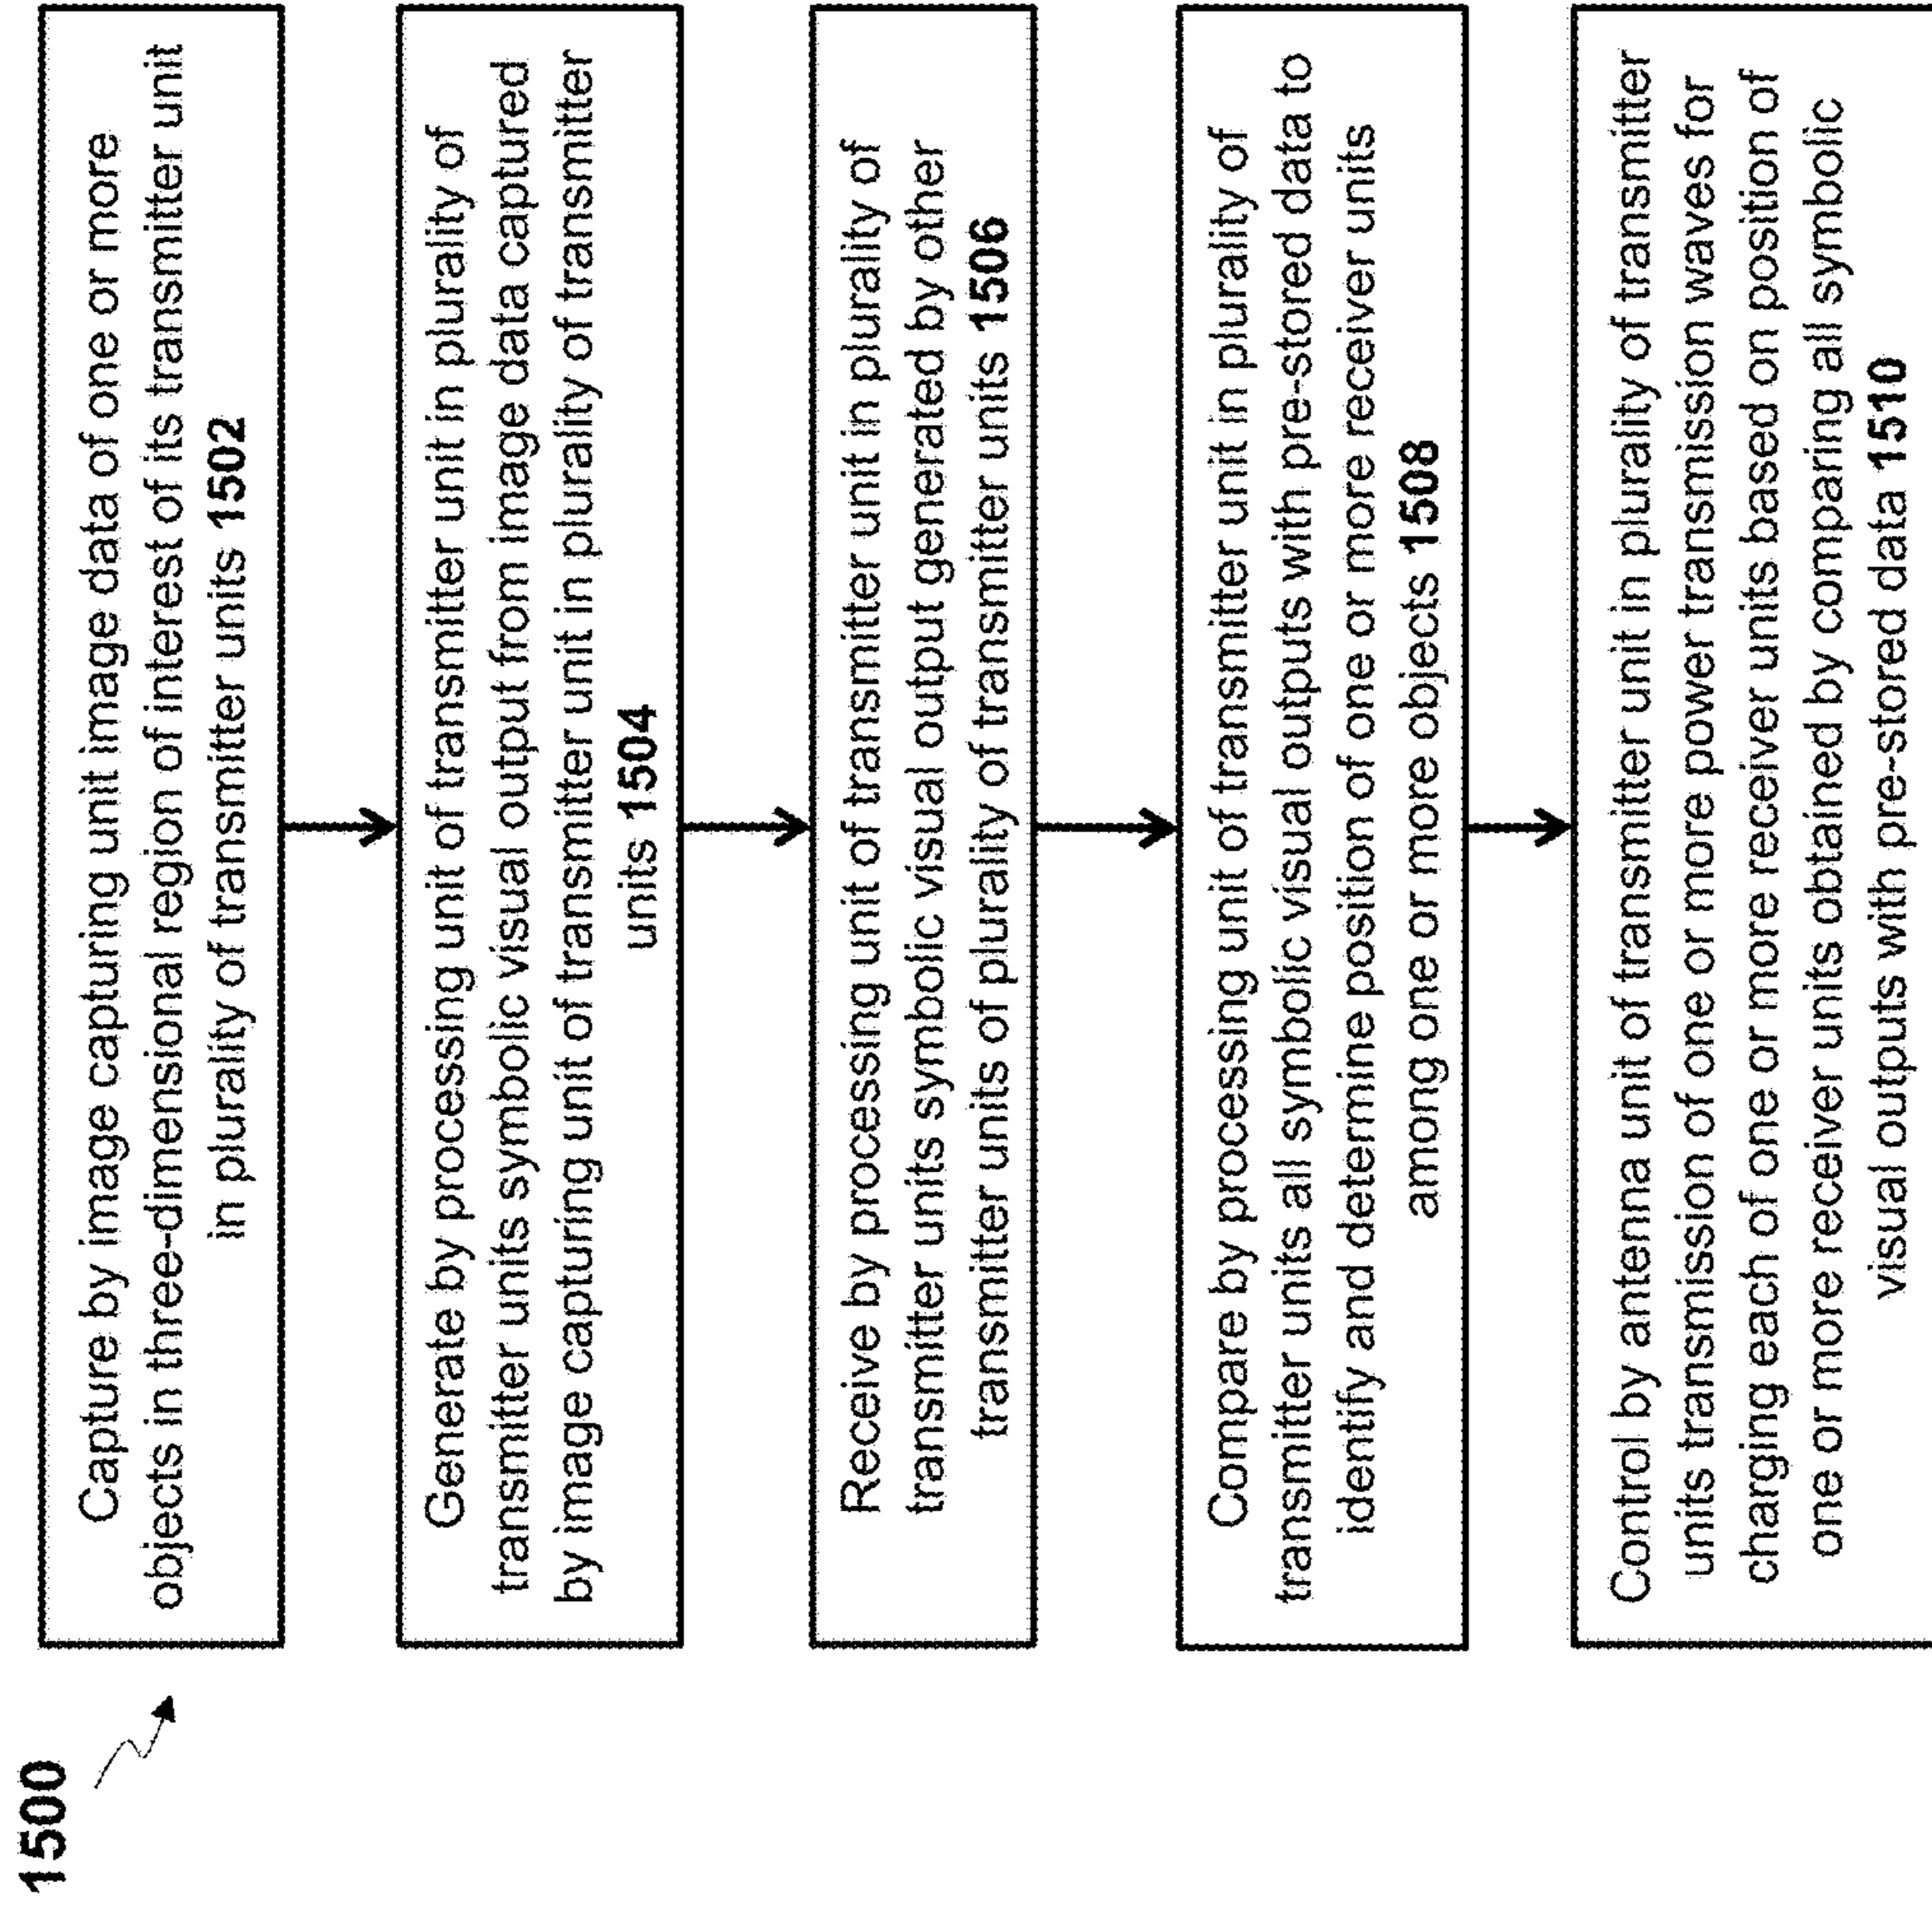 1500
Capture by image capturing unit image data of one or more
objects in three-dimensional region of interest of its transmitter unit
in plurality of transmitter units 1502
Generate by processing unit of transmitter unit in plurality of
transmitter units symbolic visual output from image data captured
by image capturing unit of transmitter unit in plurality of transmitter
units 1504
Receive by processing unit of transmitter unit in plurality of
transmitter units symbolic visual output generated by other
transmitter units of plurality of transmitter units 1506
Compare by processing unit of transmitter unit in plurality of
transmitter units all symbolic visual outputs with pre-stored data to
identify and determine position of one or more receiver units
among one or more objects 1508
Control by antenna unit of transmitter unit in plurality of transmitter
units transmission of one or more power transmission waves for
charging each of one or more receiver units based on position of
one or more receiver units obtained by comparing all symbolic
visual outputs with pre-stored data 1510